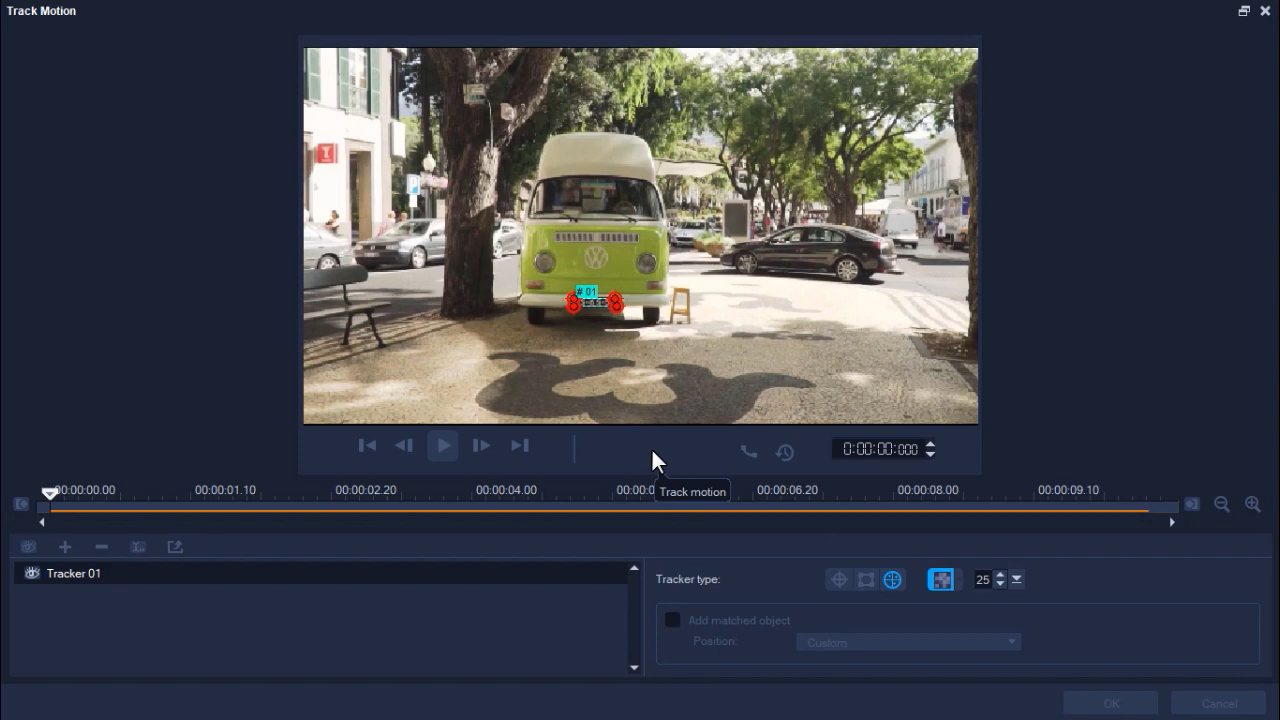 Track Motion
P
# 01
0:00:00:000
00:00:00.00
00:00:01.10
00:00:02.20
00:00:04.00
00:00:0
00:00:06.20
00:00:08.00
00:00:09.10
Track motion
Tracker 01
Tracker type:
25
Add matched object
Position:
Custom
OK
Cancel